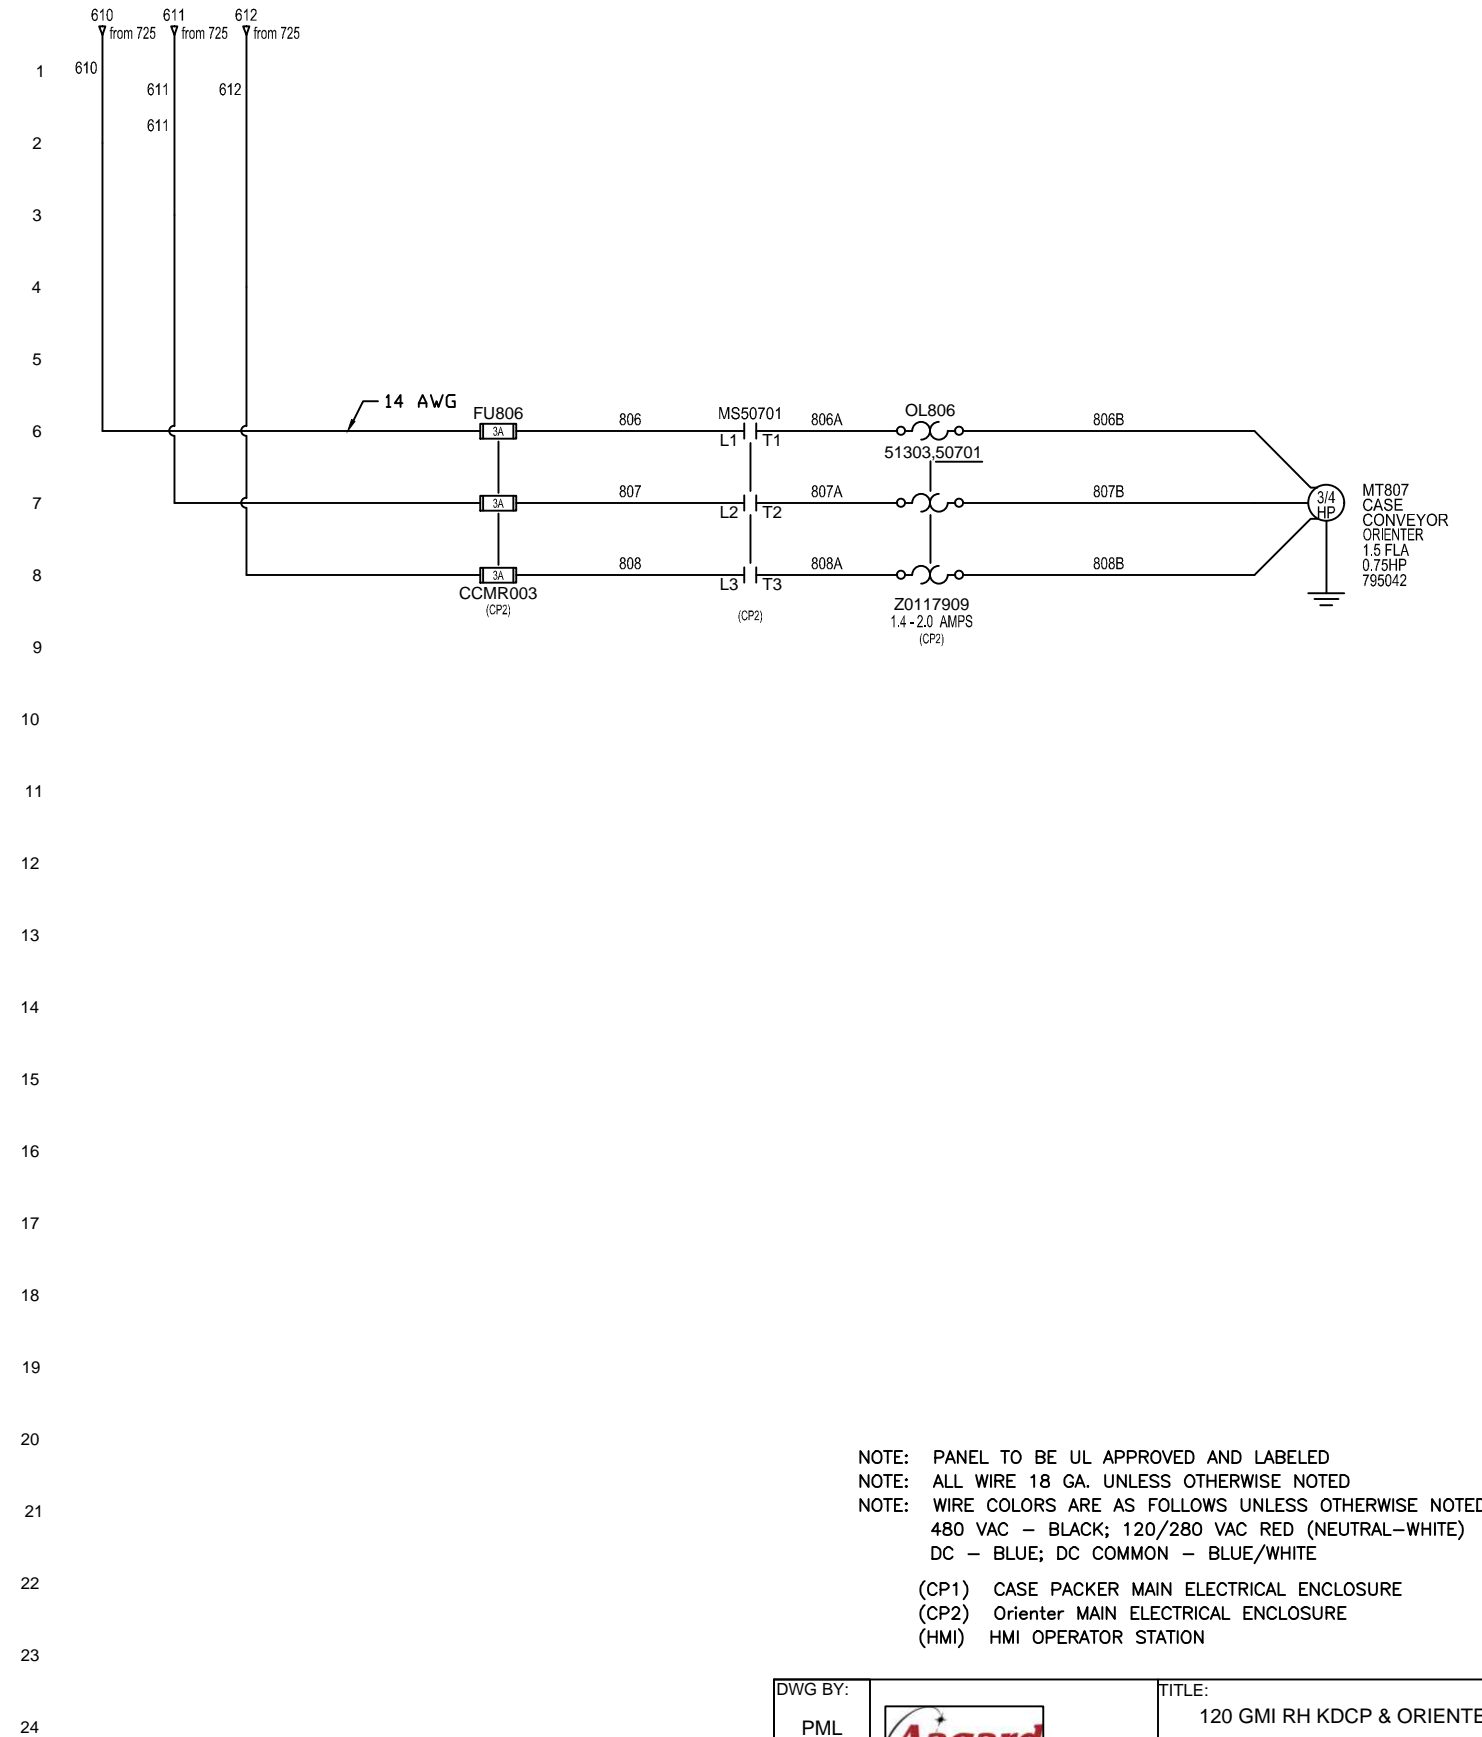 610 611 612
from 725 from 725 from 725
1 610
611 612
611
2
3
4
5
14 AWG
FU806 MS50701 OL806
6 3A 806 L1 T1 806A 806B
51303,50701
7 3A 807 L2 T2 807A 807B
3/4
HP
MT807
CASE
CONVEYOR
ORIENTER
1.5 FLA
0.75HP
795042
8 3A 808 L3 T3 808A 808B
CCMR003
(CP2)
(CP2)
Z0117909
1.4 - 2.0 AMPS
(CP2)
9
10
11
12
13
14
15
16
17
18
19
20
NOTE: PANEL TO BE UL APPROVED AND LABELED
NOTE: ALL WIRE 18 GA. UNLESS OTHERWISE NOTED
21
NOTE: WIRE COLORS ARE AS FOLLOWS UNLESS OTHERWISE NOTED
480 VAC – BLACK; 120/280 VAC RED (NEUTRAL–WHITE)
DC – BLUE; DC COMMON – BLUE/WHITE
22
(CP1) CASE PACKER MAIN ELECTRICAL ENCLOSURE
(CP2) Orienter MAIN ELECTRICAL ENCLOSURE
(HMI) HMI OPERATOR STATION
23
DWG BY:
TITLE:
24
PML
120 GMI RH KDCP & ORIENTE